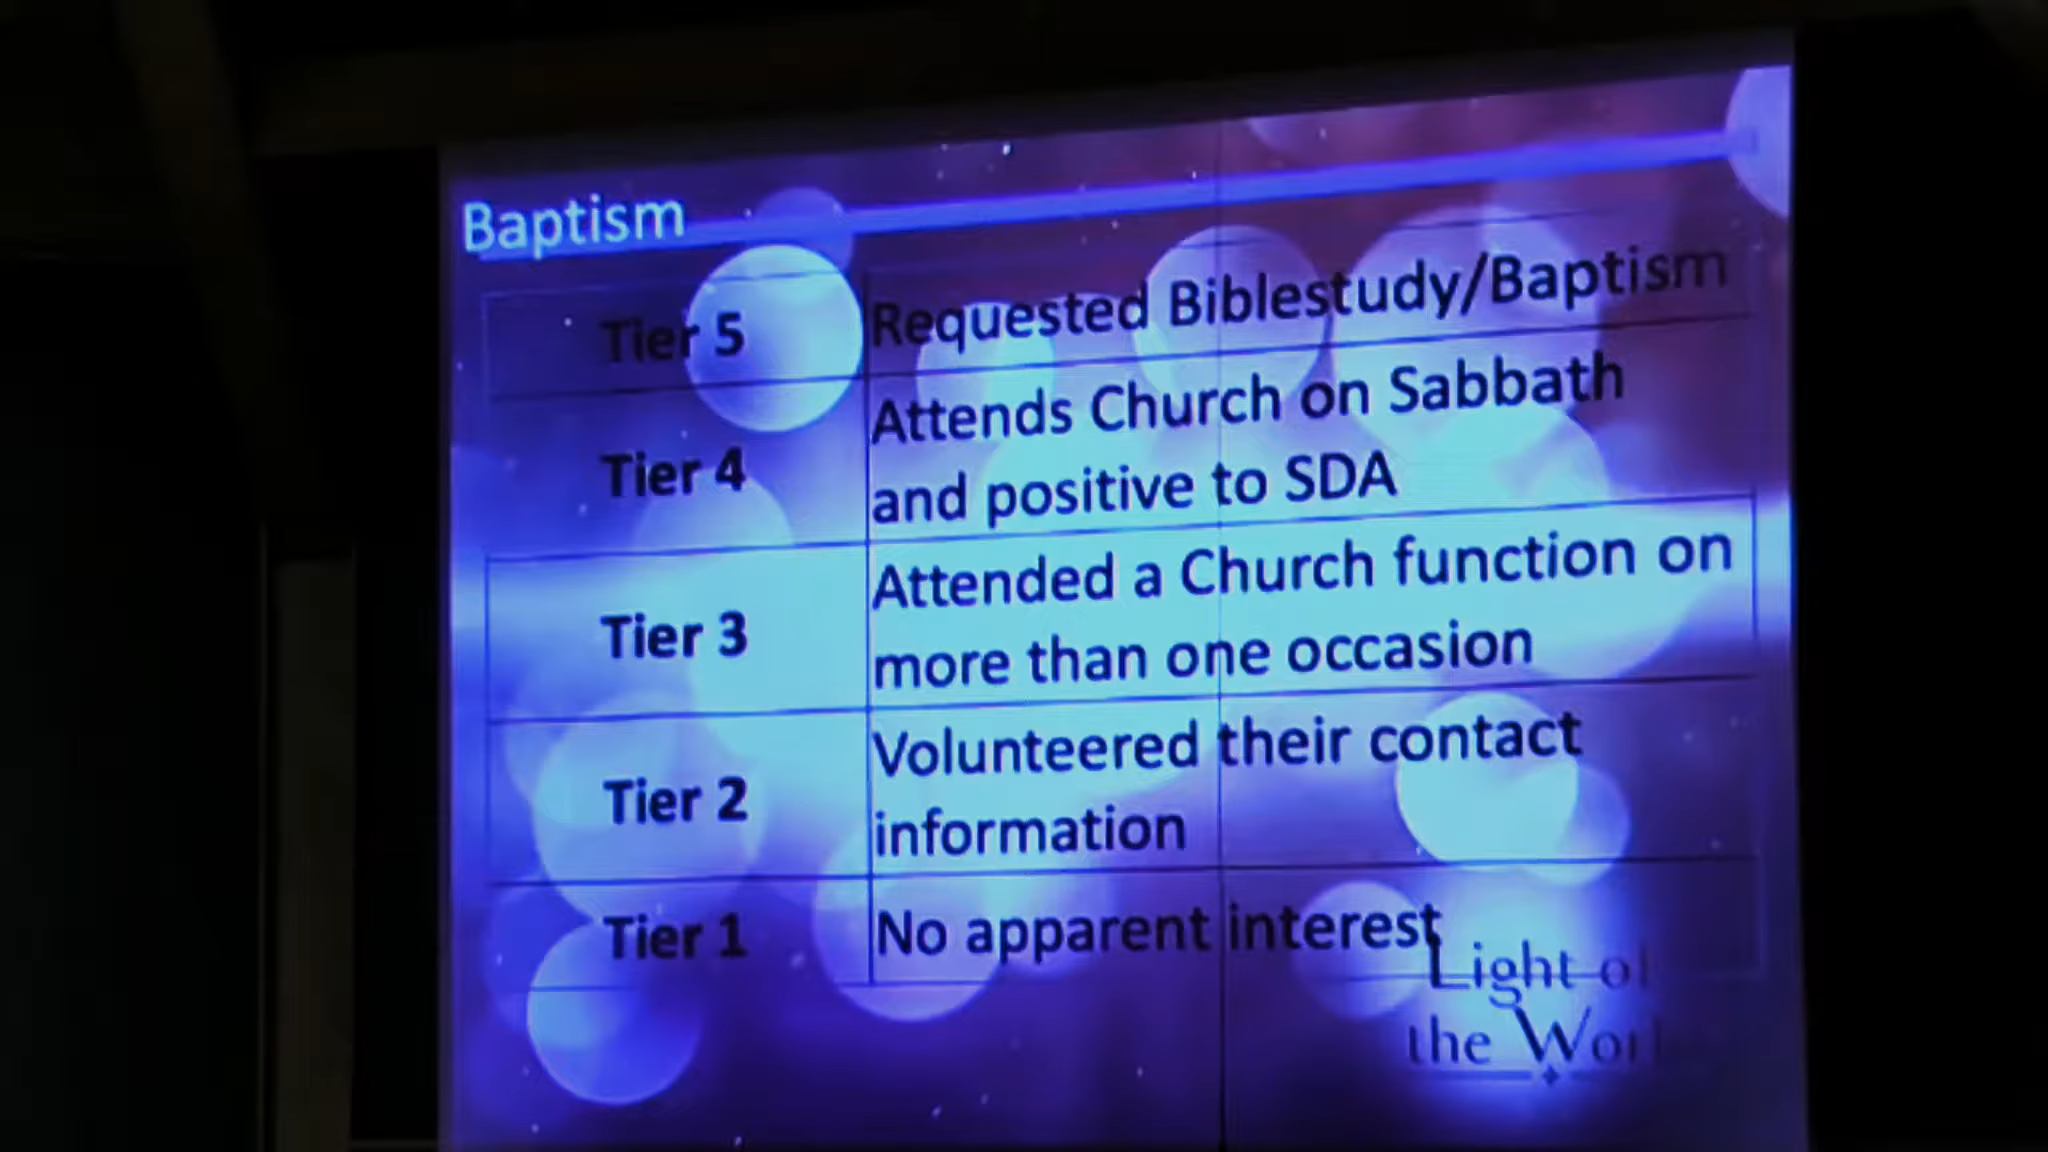 Baptism
Tier 5
Requested Biblestudy/Baptism
Tier 4
Attends Church on Sabbath
and positive to SDA
Tier 3
Attended a Church function on
more than one occasion
Tier 2
Volunteered their contact
information
Tier 1
No apparent interest
Light of
the